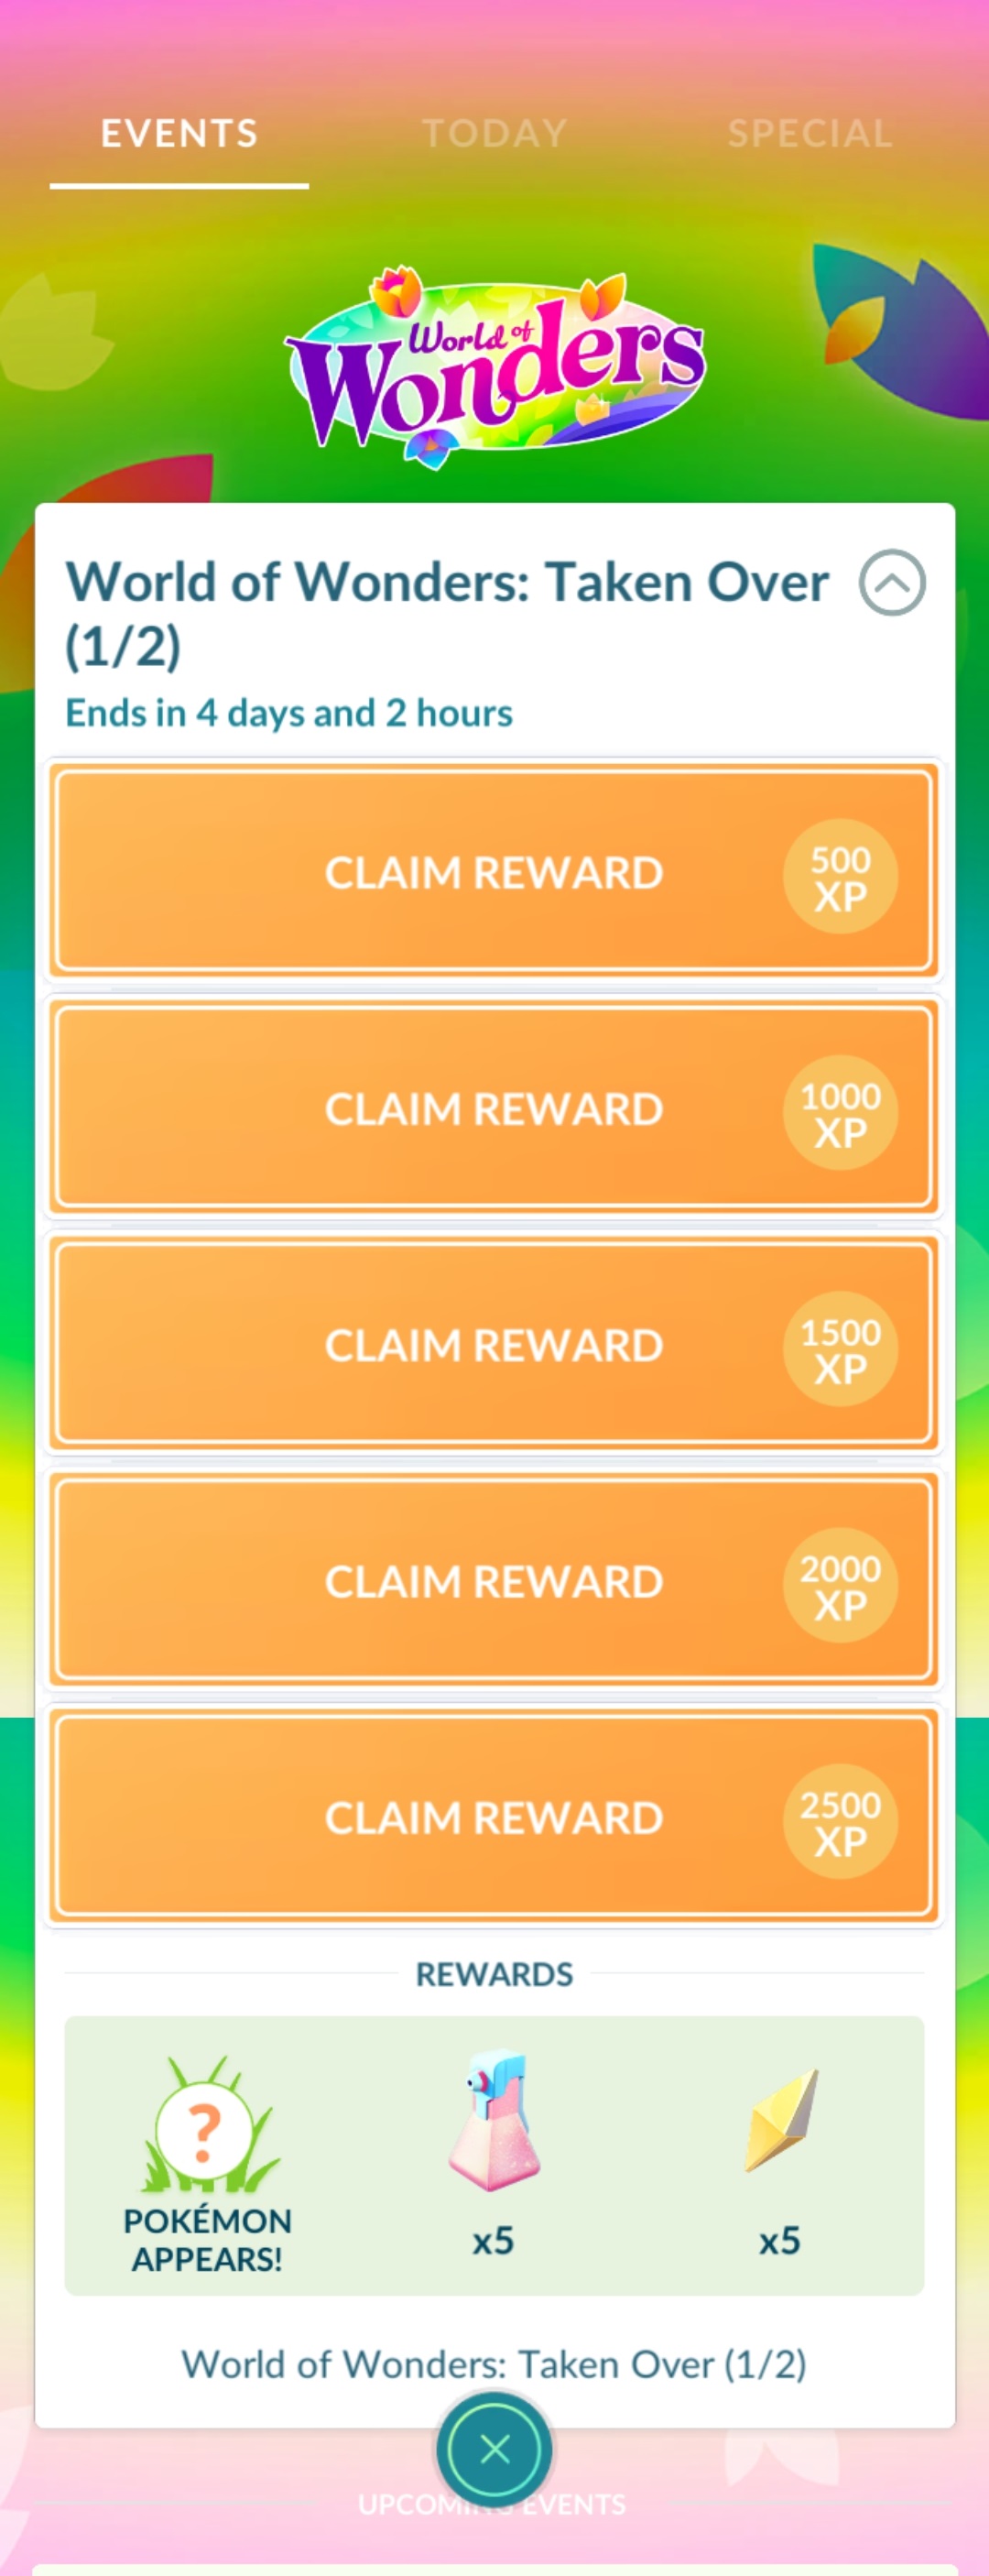 EVENTS TODAY SPECIAL
World of
Wonders
World of Wonders: Taken Over
(1/2)
Ends in 4 days and 2 hours
CLAIM REWARD 500 XP
CLAIM REWARD 1000 XP
CLAIM REWARD 1500 XP
CLAIM REWARD 2000 XP
CLAIM REWARD 2500 XP
REWARDS
?
POKÉMON
APPEARS!
x5
x5
World of Wonders: Taken Over (1/2)
UPCOMING EVENTS